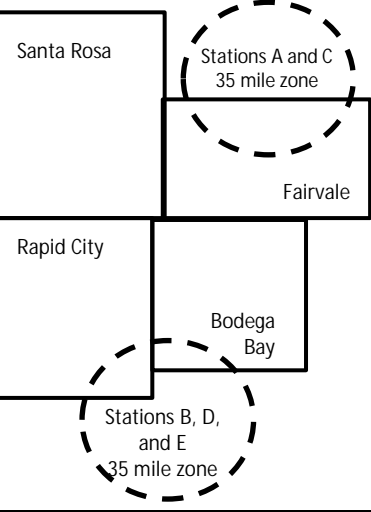 Santa Rosa
Stations A and C
35 mile zone
Fairvale
Rapid City
Bodega
Bay
Stations B, D,
and E
35 mile zone